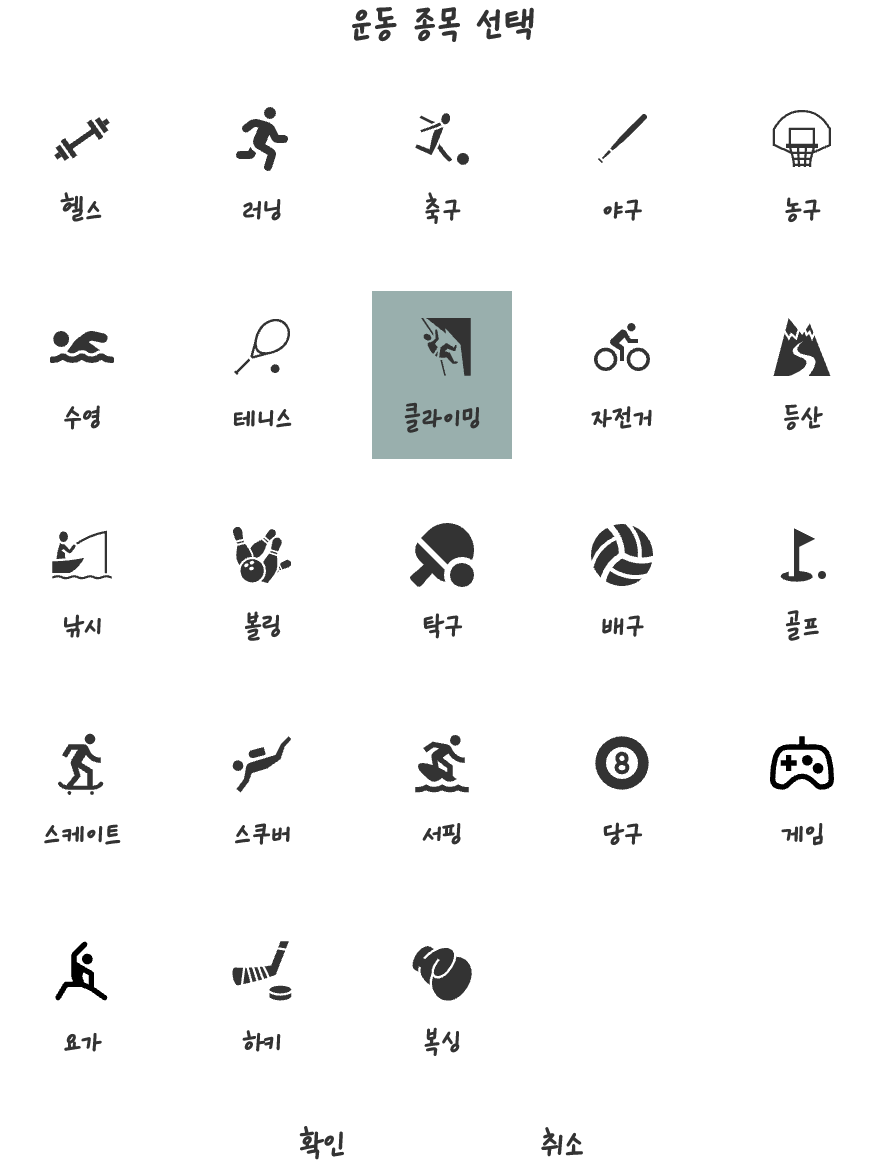 운동 종목 선택
헬스 러닝 축구 야구 농구
수영 테니스 클라이밍 자전거 등산
낚시 볼링 탁구 배구 골프
스케이트 스쿠버 서핑 당구 게임
8
요가 하키 복싱
확인 취소